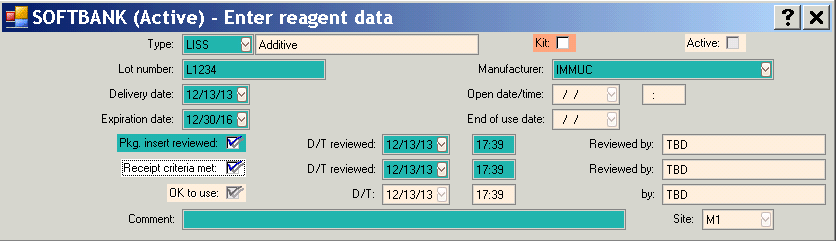 SOFTBANK (Active) - Enter reagent data ? X
Type: LISS Additive Kit: Active:
Lot number: L1234 Manufacturer: IMMUC
Delivery date: 12/13/13 Open date/time: / / :
Expiration date: 12/30/16 End of use date: / /
Pkg. insert reviewed: D/T reviewed: 12/13/13 17:39 Reviewed by: TBD
Receipt criteria met: D/T reviewed: 12/13/13 17:39 Reviewed by: TBD
OK to use: D/T: 12/13/13 17:39 by: TBD
Comment: Site: M1